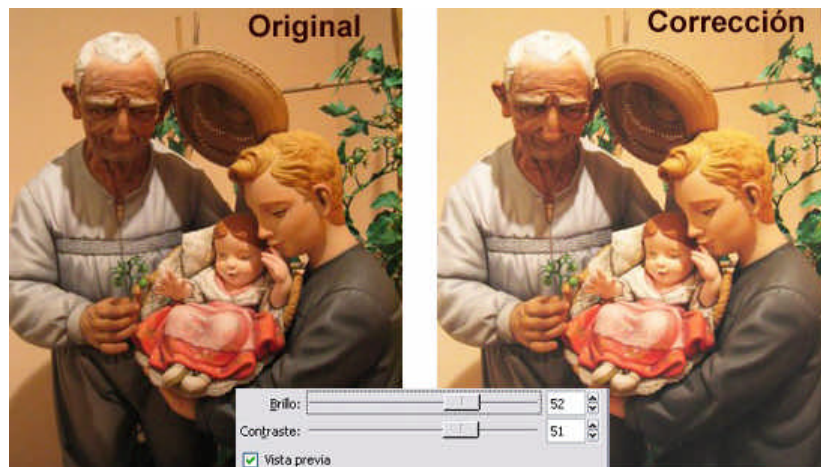 Original
Corrección
Brillo: 52
Contraste: 51
Vista previa